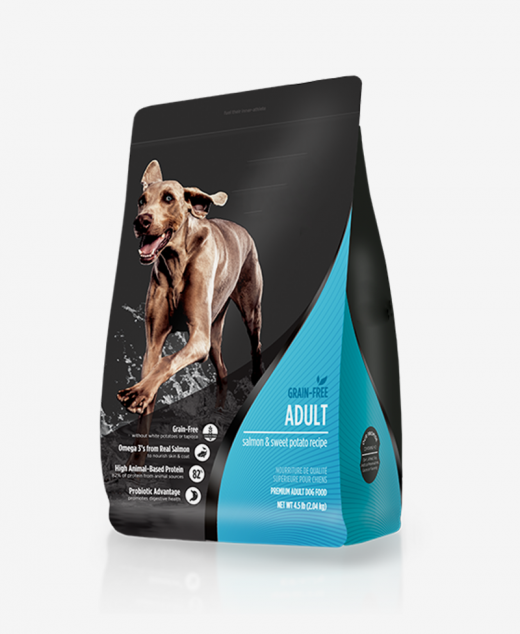 GRAIN-FREE
ADULT
salmon & sweet potato recipe
Grain-Free
without white potatoes or tapioca
Omega 3's from Real Salmon
to nourish skin & coat
High Animal-Based Protein
82% of protein from animal sources
82%
Probiotic Advantage
promotes digestive health
NOURRITURE DE QUALITÉ
SUPÉRIEURE POUR CHIENS
PREMIUM ADULT DOG FOOD
NET WT 4.5 lb (2.04 kg)